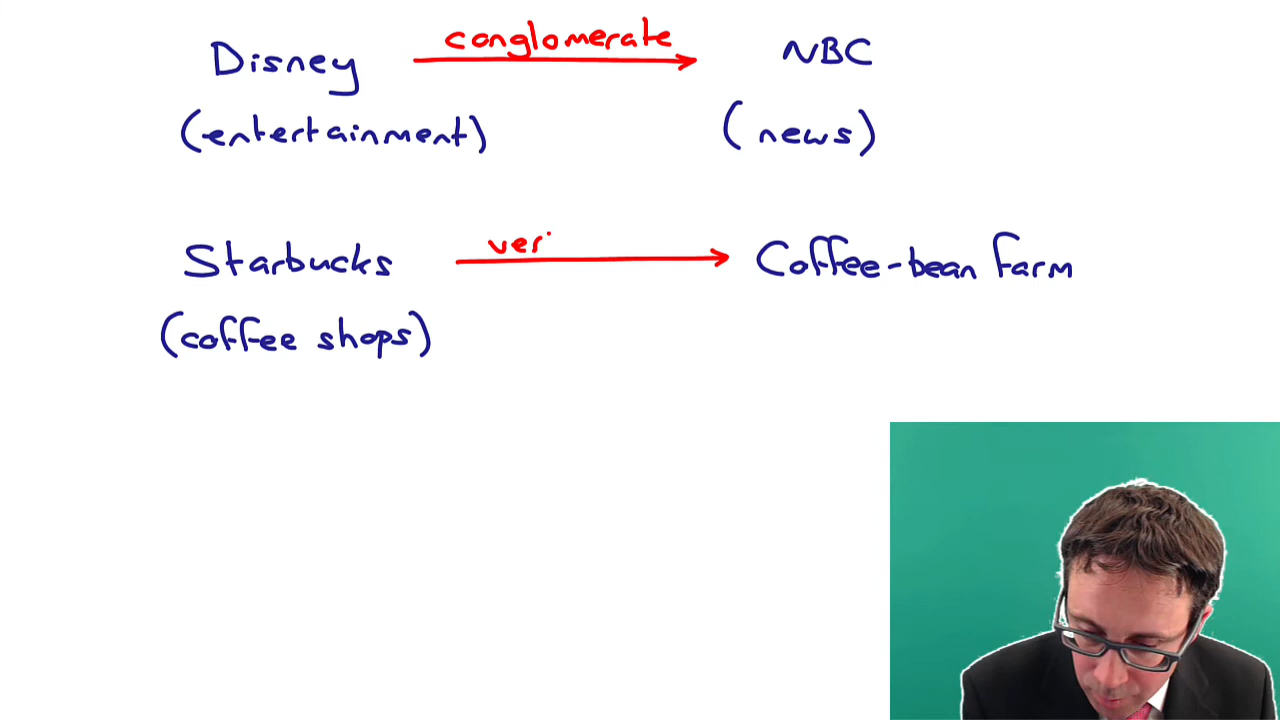 Disney conglomerate NBC
(entertainment) (news)
Starbucks ver Coffee-bean farm
(coffee shops)